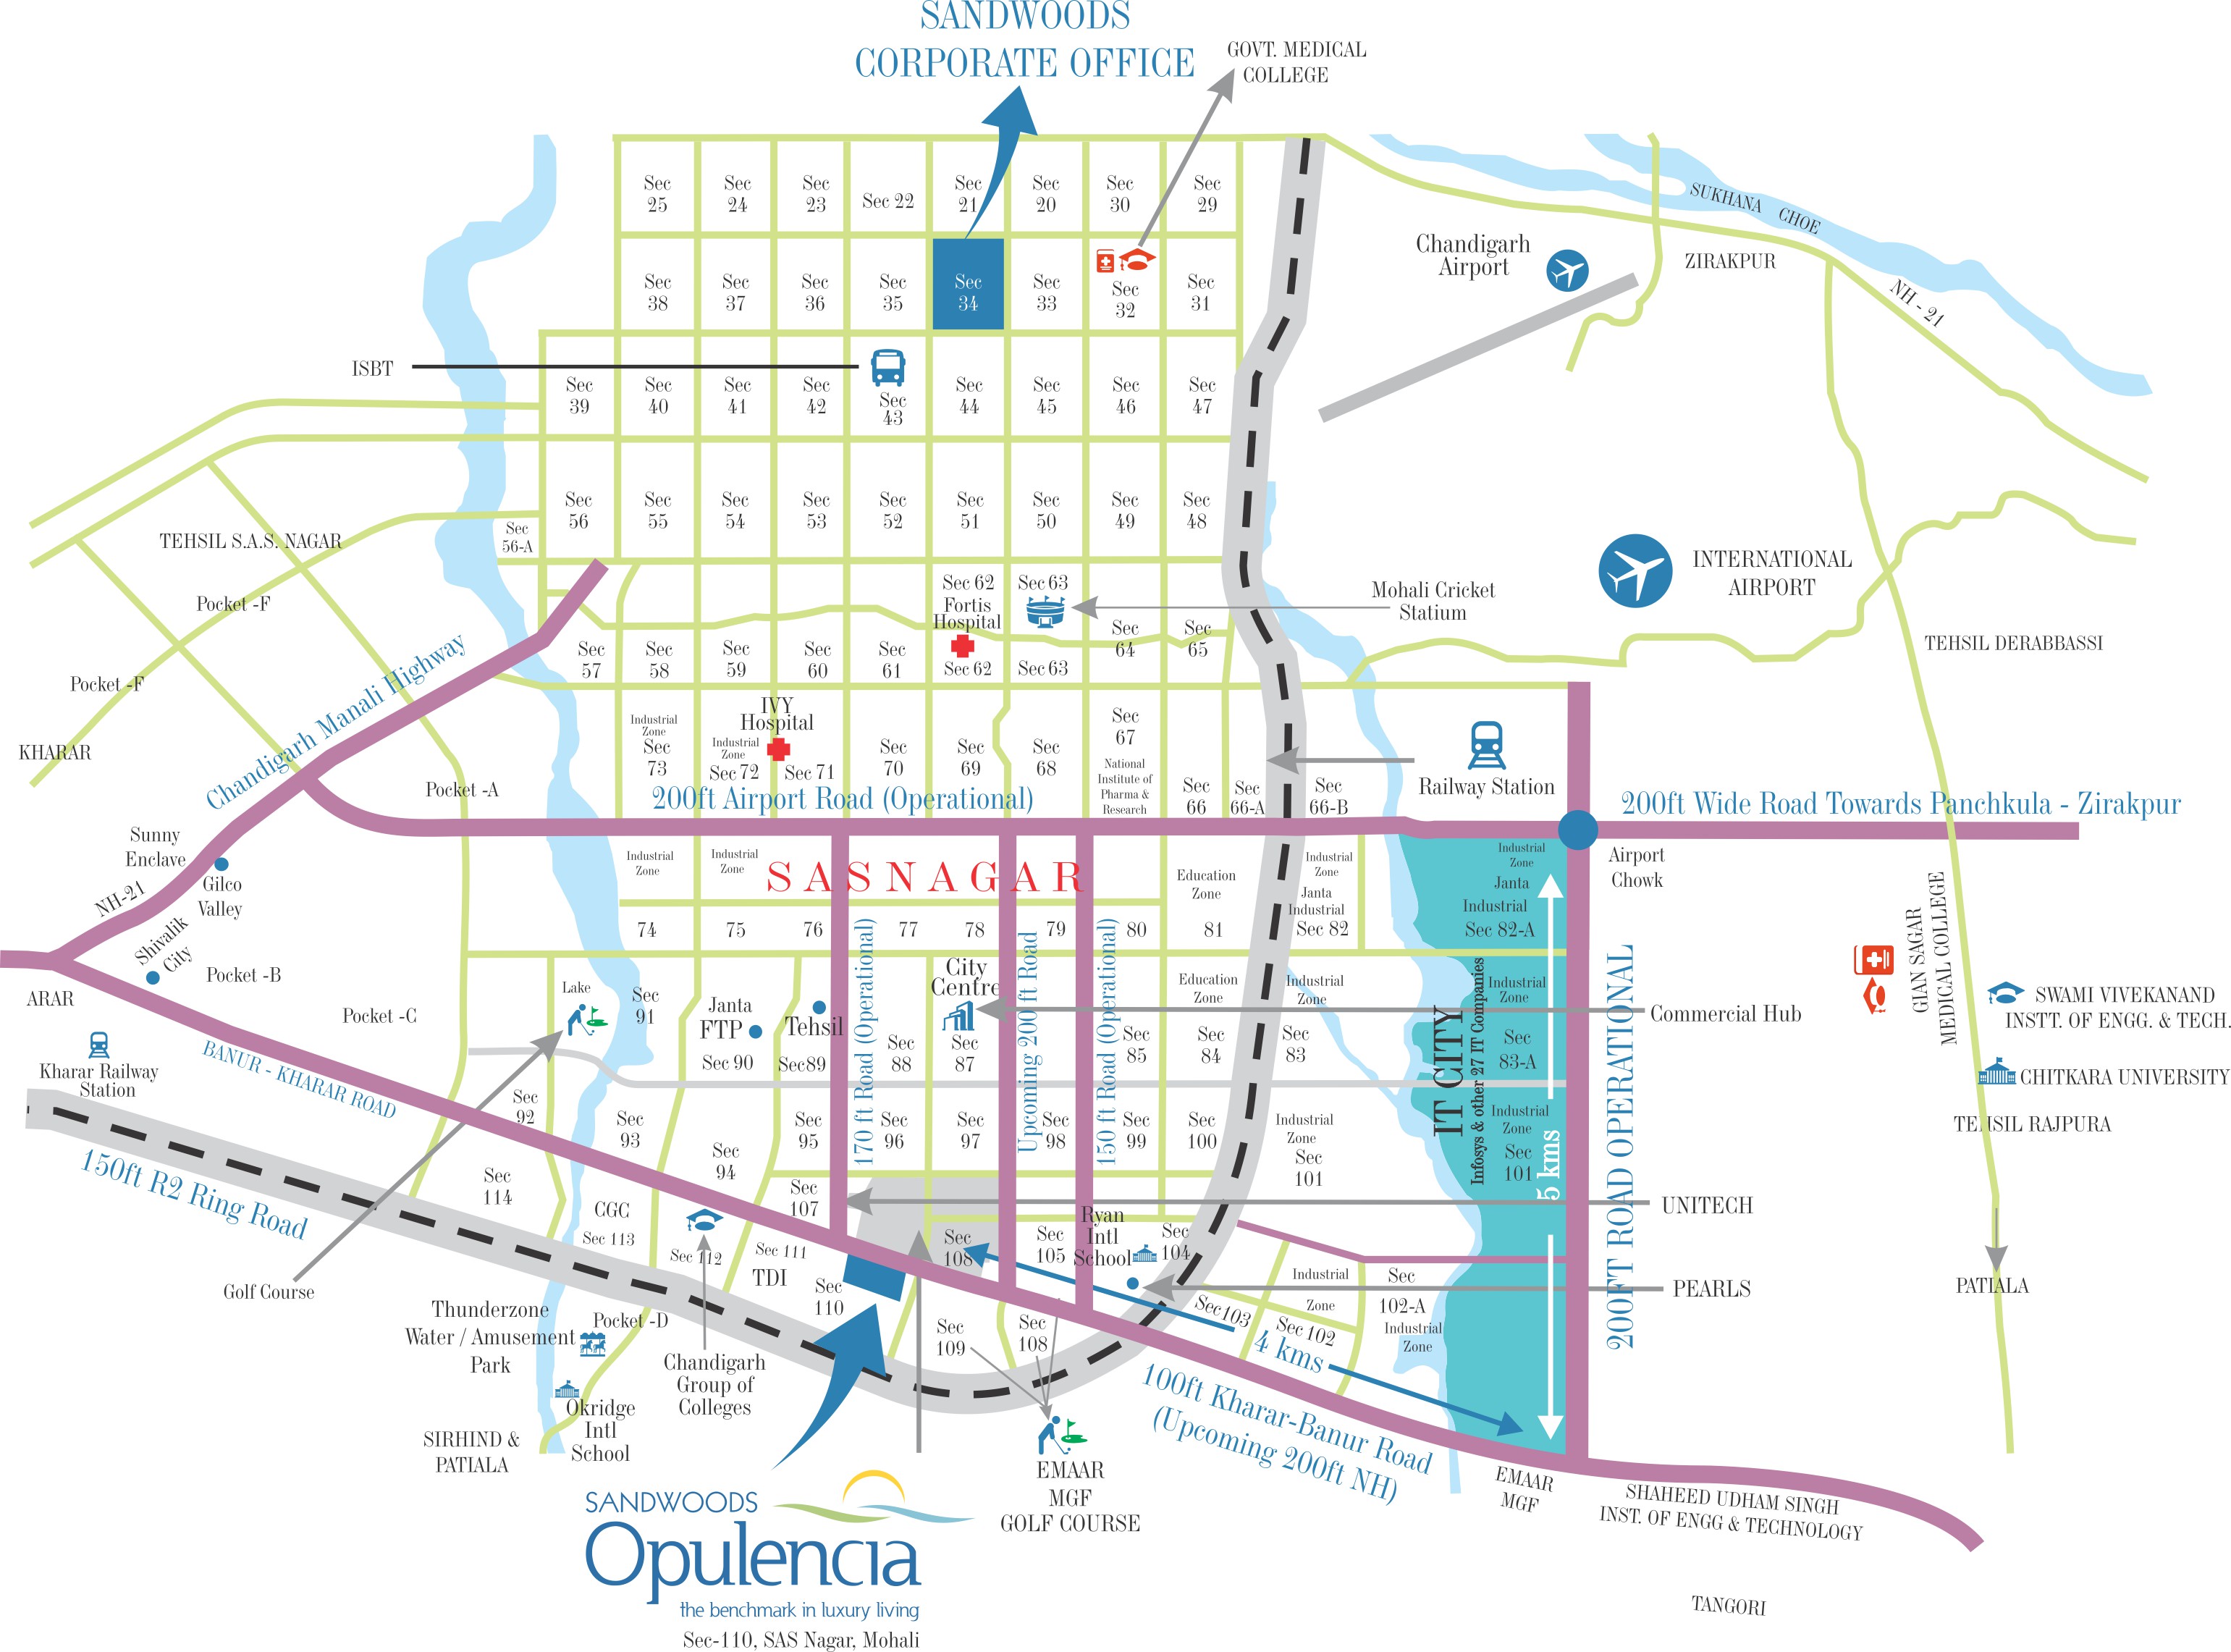 SANDWOODS
CORPORATE OFFICE
GOVT. MEDICAL
COLLEGE
Sec
25
Sec
24
Sec
23
Sec 22
Sec
21
Sec
20
Sec
30
Sec
29
SUKHANA CHOE
Chandigarh
Airport
ZIRAKPUR
NH - 21
Sec
38
Sec
37
Sec
36
Sec
35
Sec
34
Sec
33
Sec
32
Sec
31
ISBT
Sec
39
Sec
40
Sec
41
Sec
42
Sec
43
Sec
44
Sec
45
Sec
46
Sec
47
Sec
56-A
Sec
56
Sec
55
Sec
54
Sec
53
Sec
52
Sec
51
Sec
50
Sec
49
Sec
48
TEHSIL S.A.S. NAGAR
Pocket -F
Pocket -F
KHARAR
Chandigarh Manali Highway
INTERNATIONAL
AIRPORT
Mohali Cricket
Statium
TEHSIL DERABBASSI
Sec 62
Fortis
Hospital
Sec 62
Sec 63
Sec 63
Sec
57
Sec
58
Sec
59
Sec
60
Sec
61
Sec
64
Sec
65
Industrial
Zone
Sec
73
IVY
Hospital
Industrial
Zone
Sec 72
Sec 71
Sec
70
Sec
69
Sec
68
Sec
67
National
Institute of
Pharma &
Research
Sec
66
Sec
66-A
Sec
66-B
Railway Station
Pocket -A
200ft Airport Road (Operational)
200ft Wide Road Towards Panchkula - Zirakpur
Airport
Chowk
Sunny
Enclave
Gilco
Valley
NH-21
Shivalik
City
Pocket -B
ARAR
Pocket -C
Industrial
Zone
Industrial
Zone
SASNAGAR
Education
Zone
Industrial
Zone
Janta
Industrial
Sec 82
Industrial
Zone
Janta
Industrial
Sec 82-A
74
75
76
77
78
79
80
81
170 ft Road (Operational)
Upcoming 200 ft Road
150 ft Road (Operational)
Lake
Sec
91
Janta
FTP
Sec 90
Tehsil
Sec89
Sec
88
City
Centre
Sec
87
Sec
85
Education
Zone
Sec
84
Industrial
Zone
Sec
83
IT CITY
Infosys & other 27 IT Companies
Industrial
Zone
Sec
83-A
Industrial
Zone
Sec
101
5 kms
200FT ROAD OPERATIONAL
Commercial Hub
GIAN SAGAR
MEDICAL COLLEGE
SWAMI VIVEKANAND
INSTT. OF ENGG. & TECH.
CHITKARA UNIVERSITY
TEHSIL RAJPURA
PATIALA
UNITECH
PEARLS
Kharar Railway
Station
BANUR - KHARAR ROAD
150ft R2 Ring Road
Golf Course
Sec
92
Sec
93
Sec
94
Sec
95
Sec
96
Sec
97
Sec
98
Sec
99
Sec
100
Industrial
Zone
Sec
101
Sec
114
CGC
Sec 113
Sec 112
Sec 111
TDI
Sec
107
Sec
110
Sec
108
Sec
105
Ryan
Intl
School
Sec
104
Sec 103
Sec 102
Industrial
Zone
Sec
102-A
Industrial
Zone
4 kms
Sec
109
Sec
108
Thunderzone
Water / Amusement
Park
Pocket -D
Okridge
Intl
School
Chandigarh
Group of
Colleges
SIRHIND &
PATIALA
EMAAR
MGF
GOLF COURSE
100ft Kharar-Banur Road
(Upcoming 200ft NH)
EMAAR
MGF
SHAHEED UDHAM SINGH
INST. OF ENGG & TECHNOLOGY
TANGORI
SANDWOODS
Opulencia
the benchmark in luxury living
Sec-110, SAS Nagar, Mohali